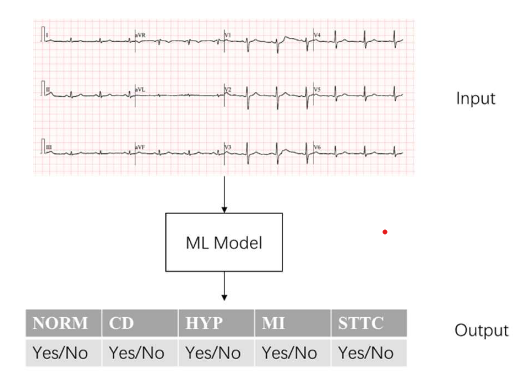 I aVR V1 V4
II aVL V2 V5
III aVF V3 V6
Input
ML Model
NORM CD HYP MI STTC
Yes/No Yes/No Yes/No Yes/No Yes/No
Output